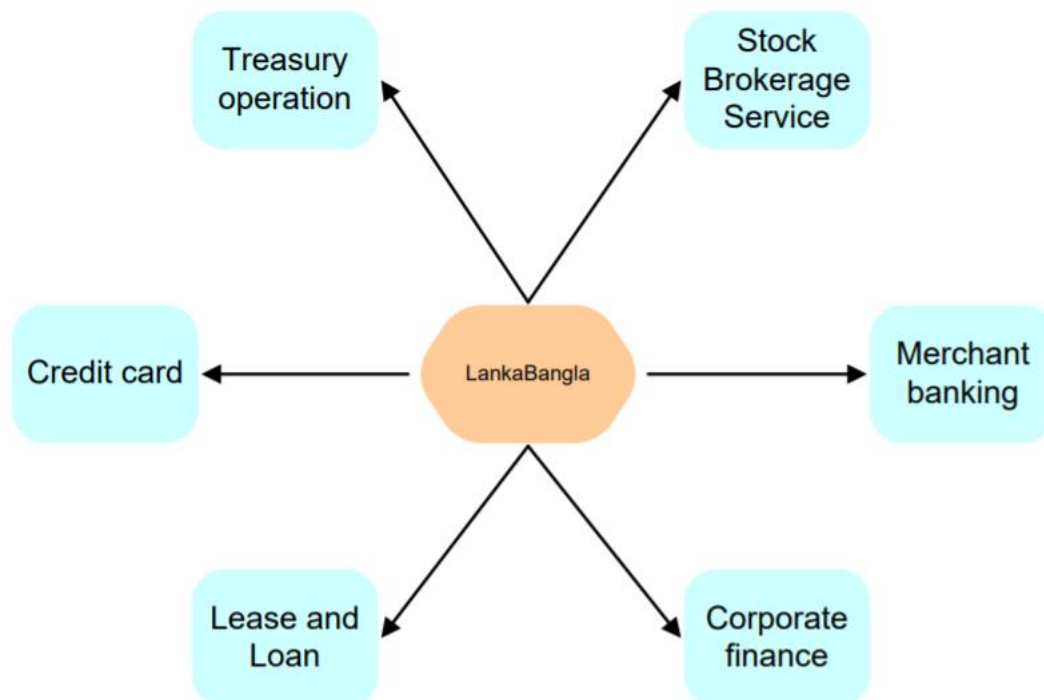 Treasury
operation
Stock
Brokerage
Service
Credit card
LankaBangla
Merchant
banking
Lease and
Loan
Corporate
finance